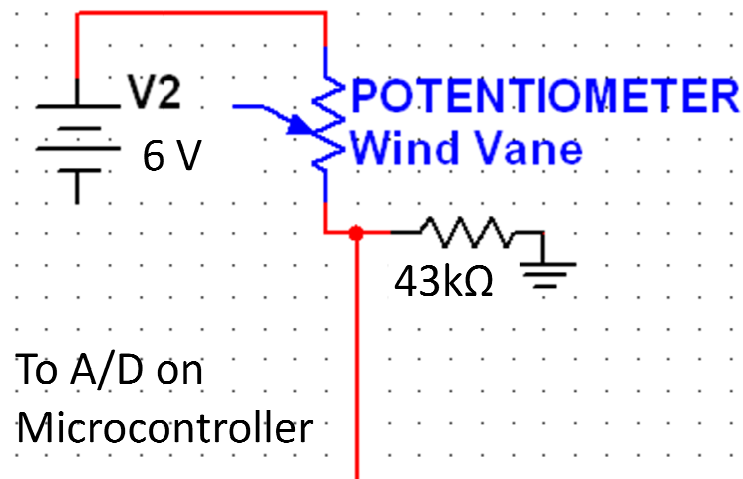 V2
6 V
POTENTIOMETER
Wind Vane
43kΩ
To A/D on
Microcontroller